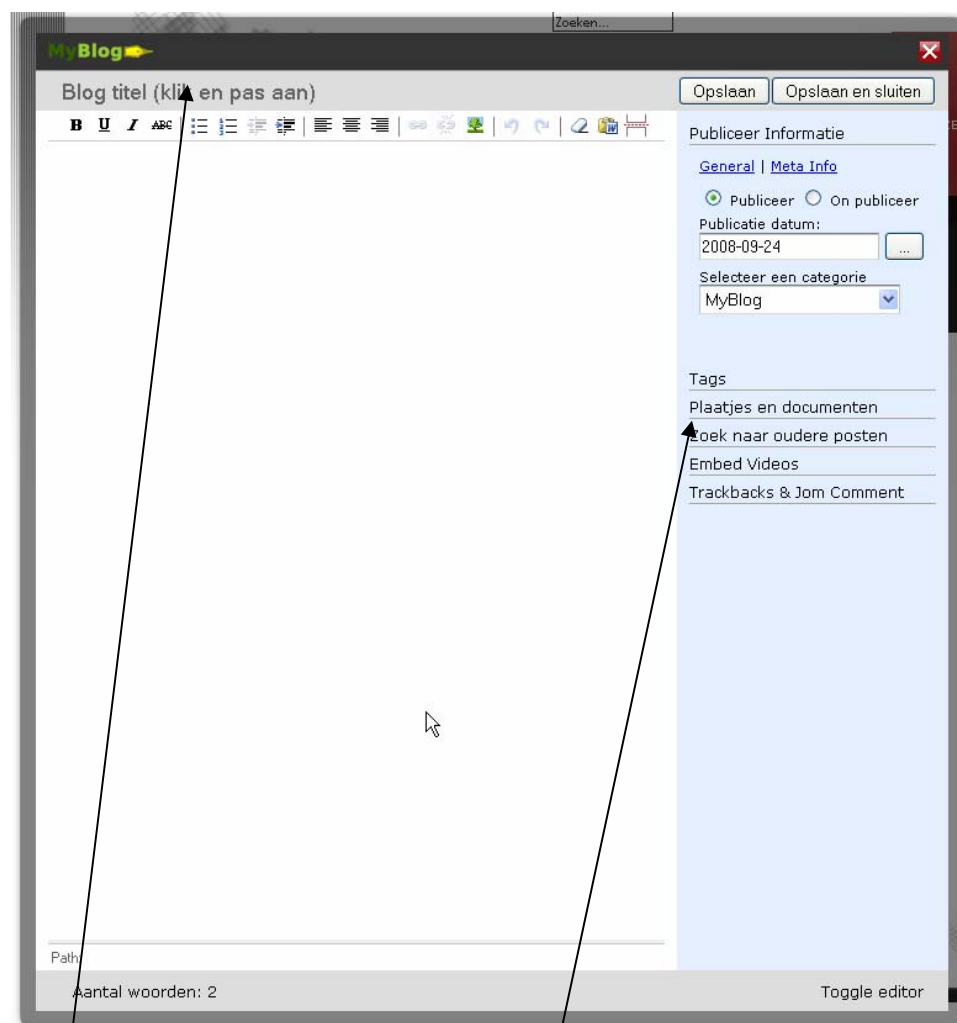 Zoeken...
MyBlog
Blog titel (klik en pas aan)
Opslaan Opslaan en sluiten
B U I ABC
Publiceer Informatie
General | Meta Info
Publiceer On publiceer
Publicatie datum:
2008-09-24 ...
Selecteer een categorie
MyBlog
Tags
Plaatjes en documenten
Zoek naar oudere posten
Embed Videos
Trackbacks & Jom Comment
Path:
Aantal woorden: 2
Toggle editor